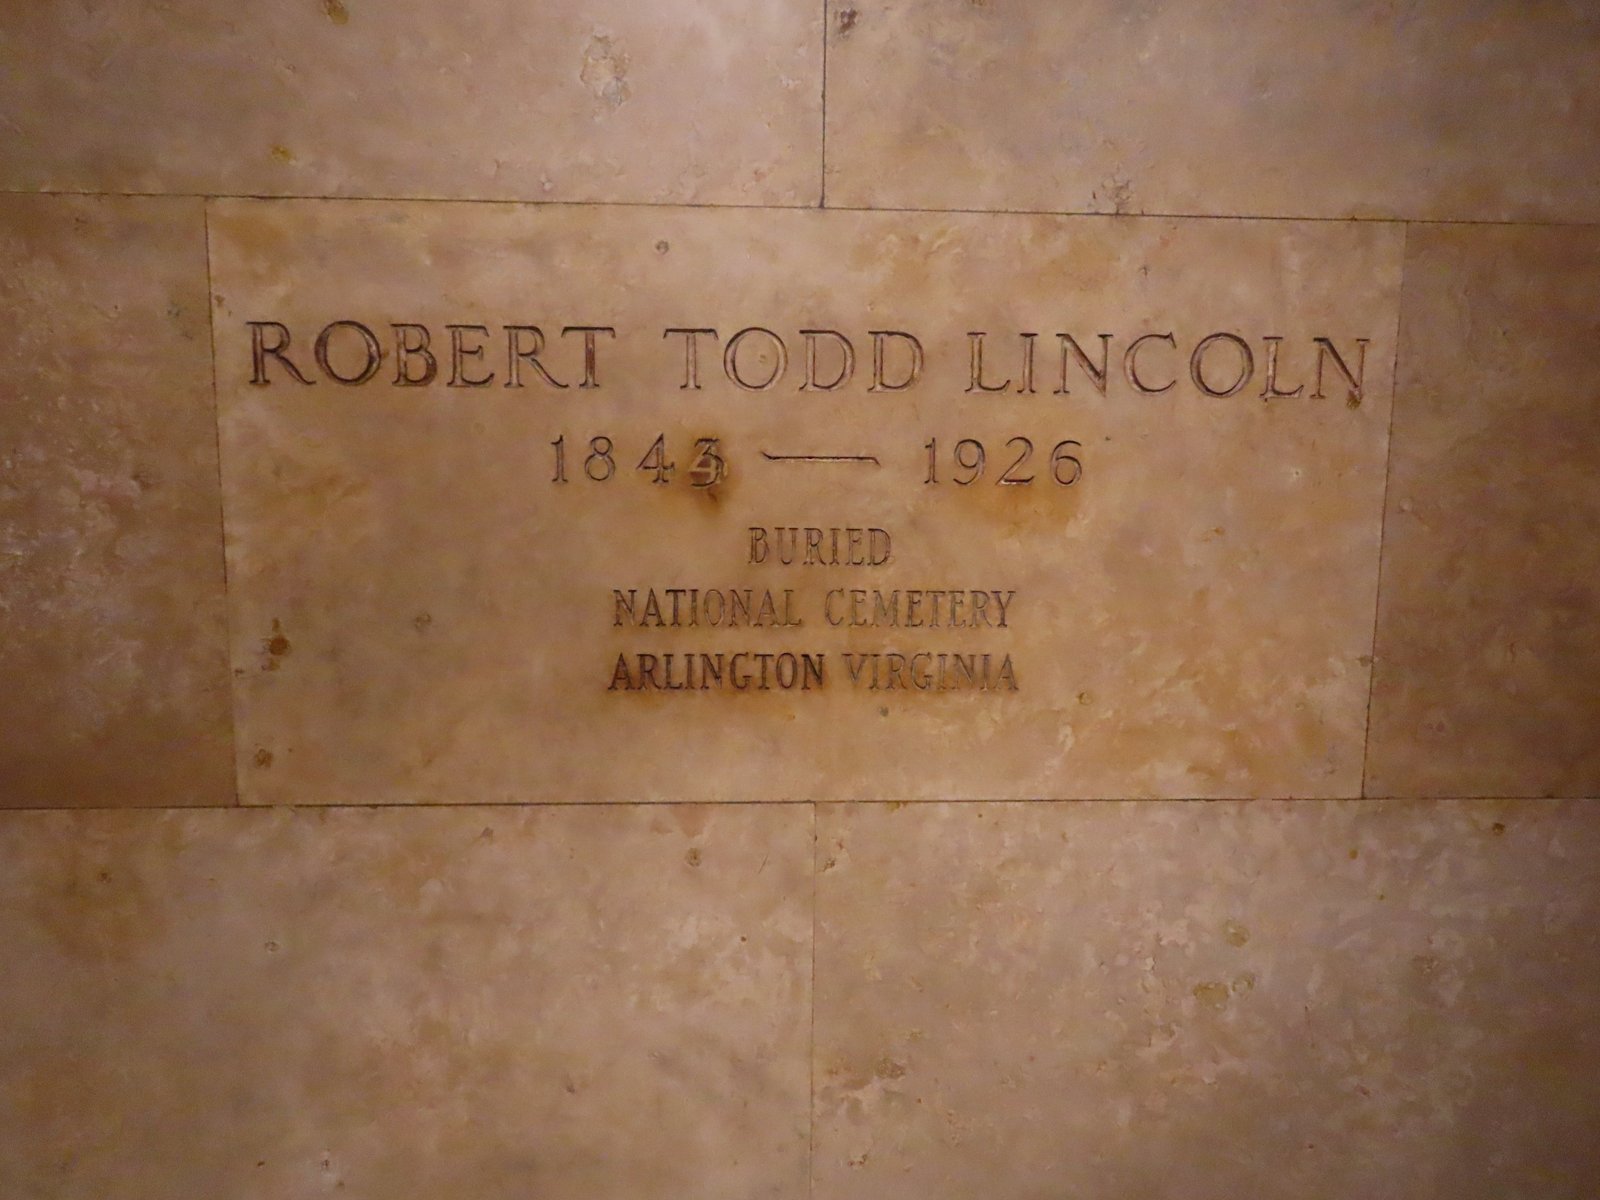 ROBERT TODD LINCOLN
1843 — 1926
BURIED
NATIONAL CEMETERY
ARLINGTON VIRGINIA